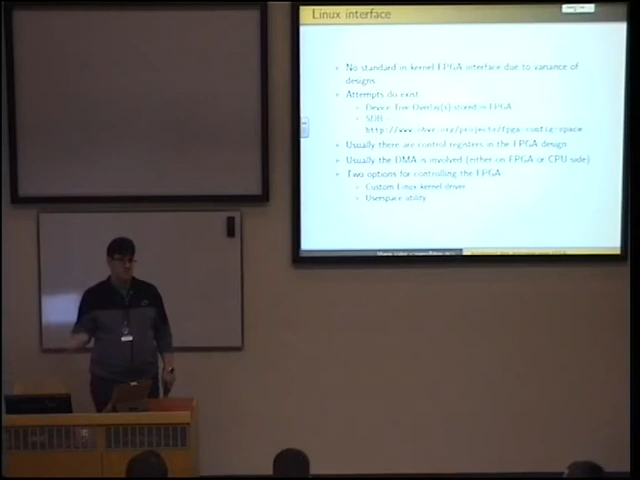 Linux interface
No standard in kernel FPGA interface due to variance of
designs
Attempts do exist
Device Tree Overlay(s) stored in FPGA
SDB -
http://www.ohwr.org/projects/fpga-config-space
Usually there are control registers in the FPGA design
Usually the DMA is involved (either on FPGA or CPU side)
Two options for controlling the FPGA
Custom Linux kernel driver
Userspace utility